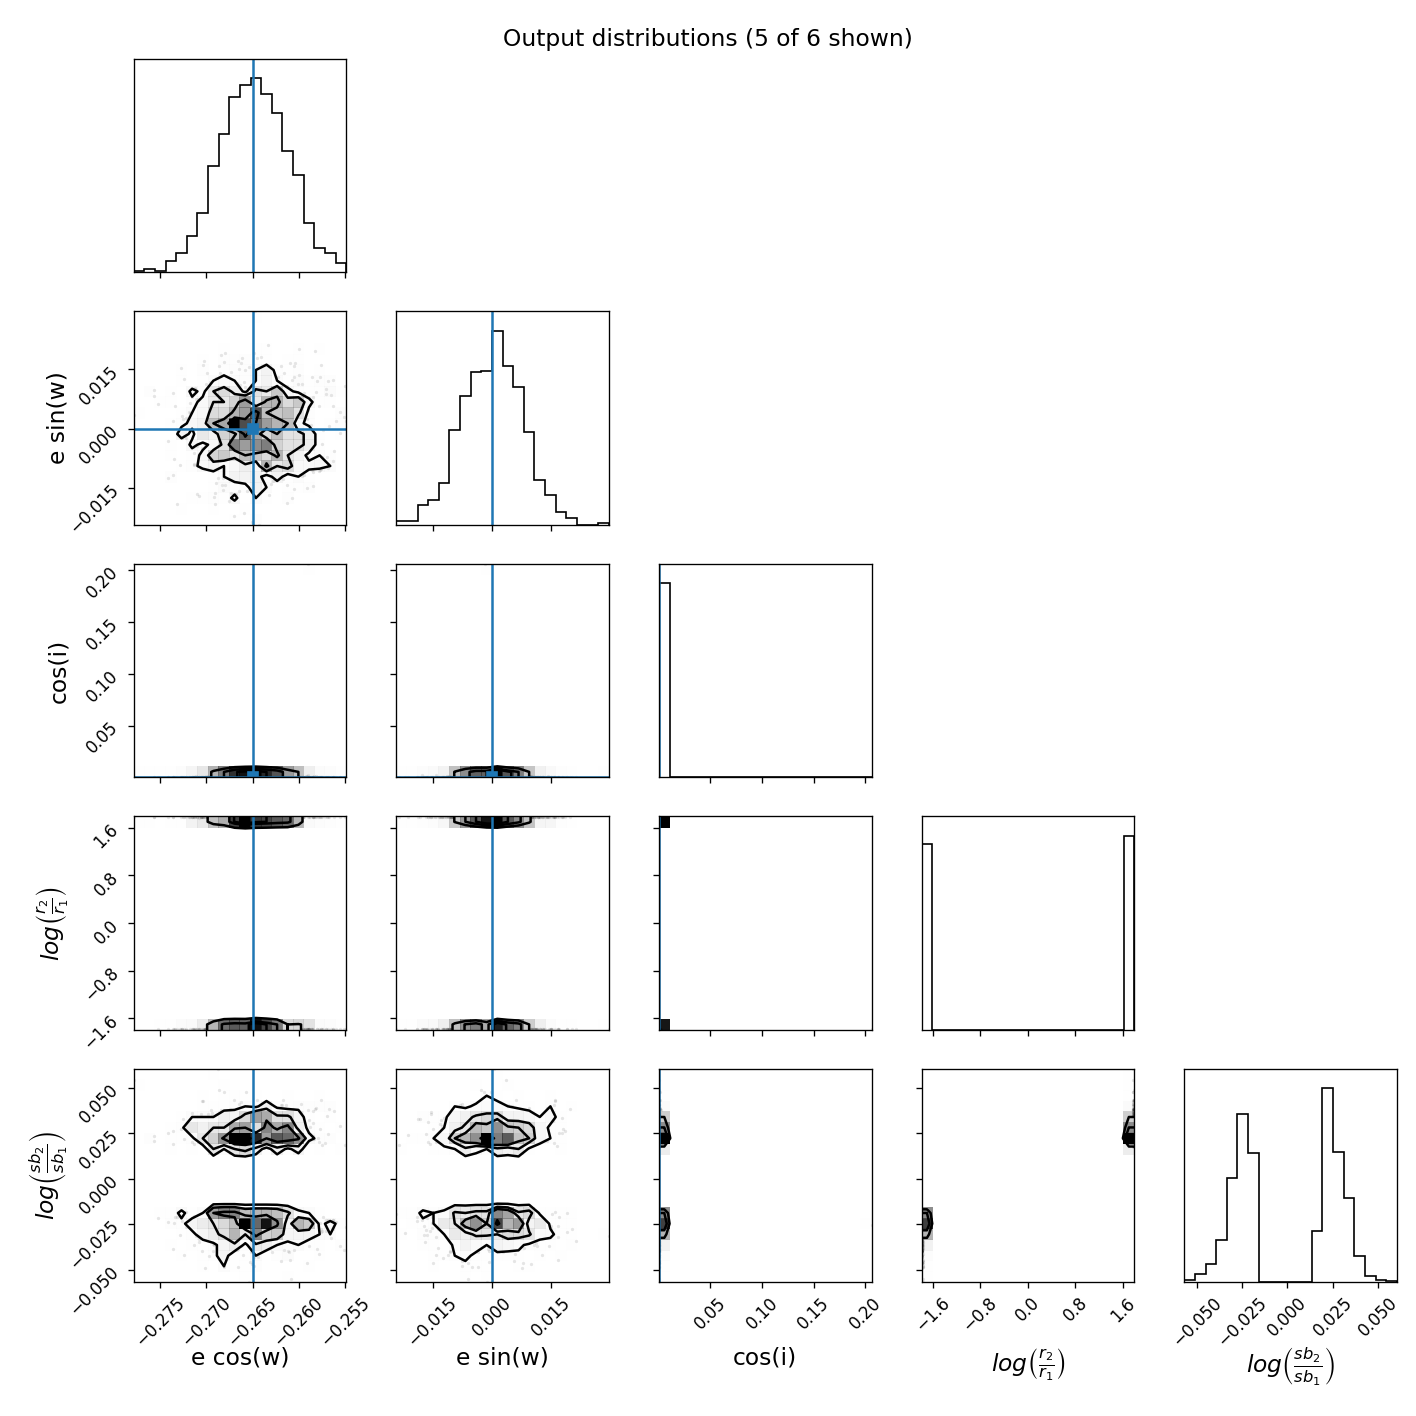 Output distributions (5 of 6 shown)
e sin(w)
0.015
0.000
−0.015
cos(i)
0.20
0.15
0.10
0.05
log(r₂/r₁)
1.6
0.8
0.0
−0.8
−1.6
log(sb₂/sb₁)
0.050
0.025
0.000
−0.025
−0.050
−0.275 −0.270 −0.265 −0.260 −0.255
−0.015 0.000 0.015
0.05 0.10 0.15 0.20
−1.6 −0.8 0.0 0.8 1.6
−0.050 −0.025 0.000 0.025 0.050
e cos(w)
e sin(w)
cos(i)
log(r₂/r₁)
log(sb₂/sb₁)